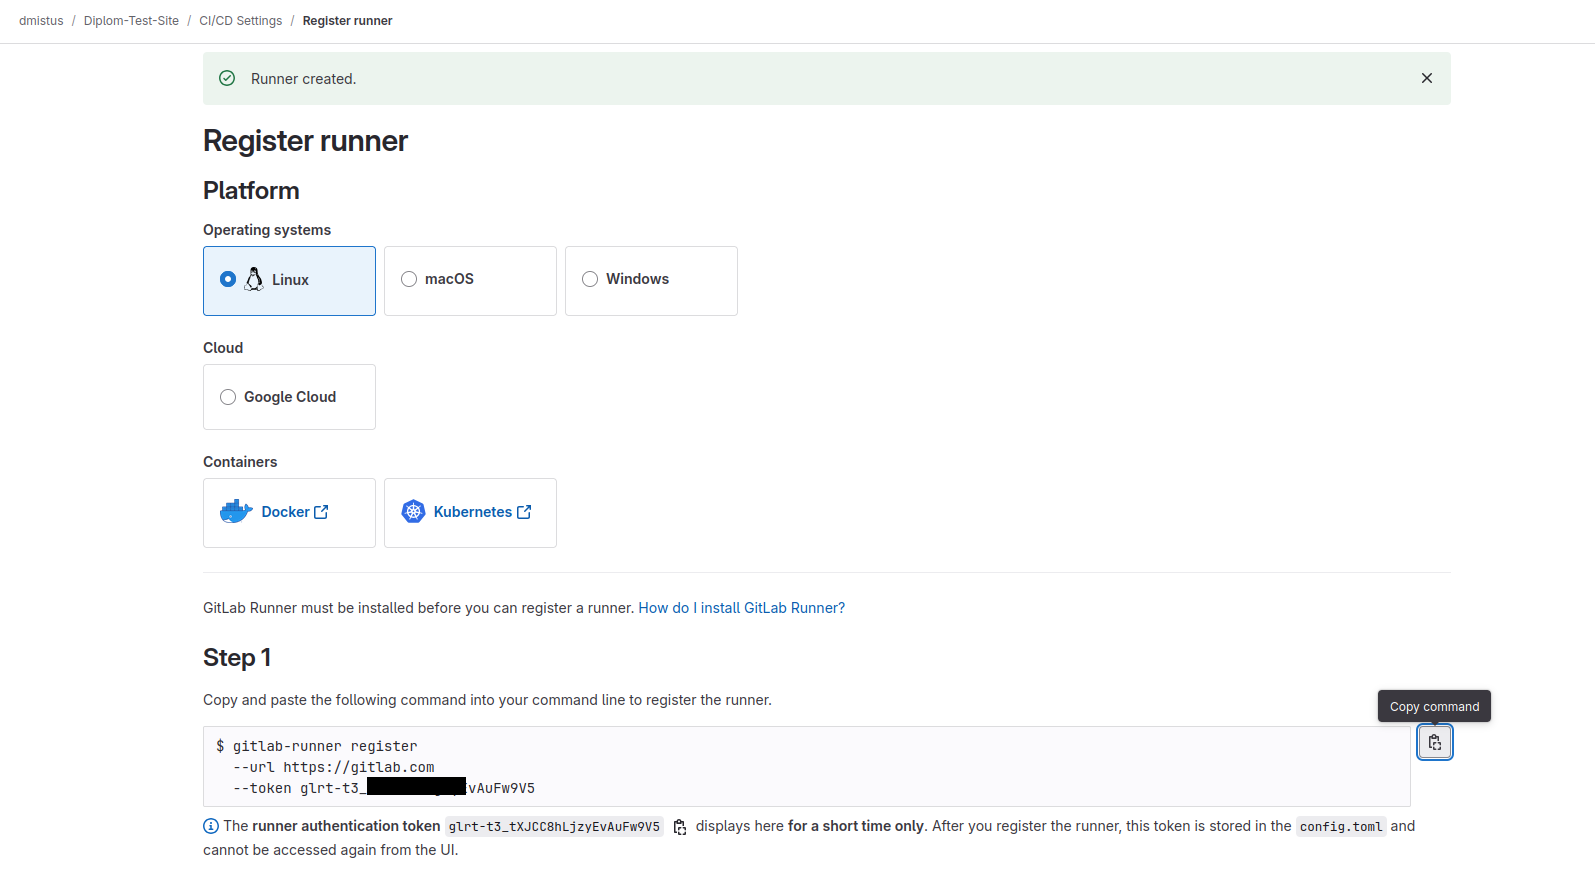 dmistus / Diplom-Test-Site / CI/CD Settings / Register runner
Runner created.
Register runner
Platform
Operating systems
Linux
macOS
Windows
Cloud
Google Cloud
Containers
Docker
Kubernetes
GitLab Runner must be installed before you can register a runner. How do I install GitLab Runner?
Step 1
Copy and paste the following command into your command line to register the runner.
Copy command
$ gitlab-runner register
--url https://gitlab.com
--token glrt-t3_ vAuFw9V5
The runner authentication token glrt-t3_tXJCC8hLjzyEvAuFw9V5 displays here for a short time only. After you register the runner, this token is stored in the config.toml and
cannot be accessed again from the UI.